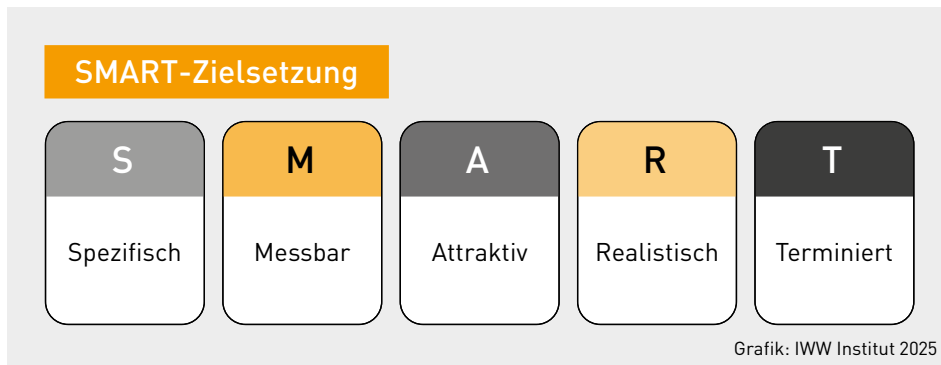 SMART-Zielsetzung
S
M
A
R
T
Spezifisch
Messbar
Attraktiv
Realistisch
Terminiert
Grafik: IWW Institut 2025